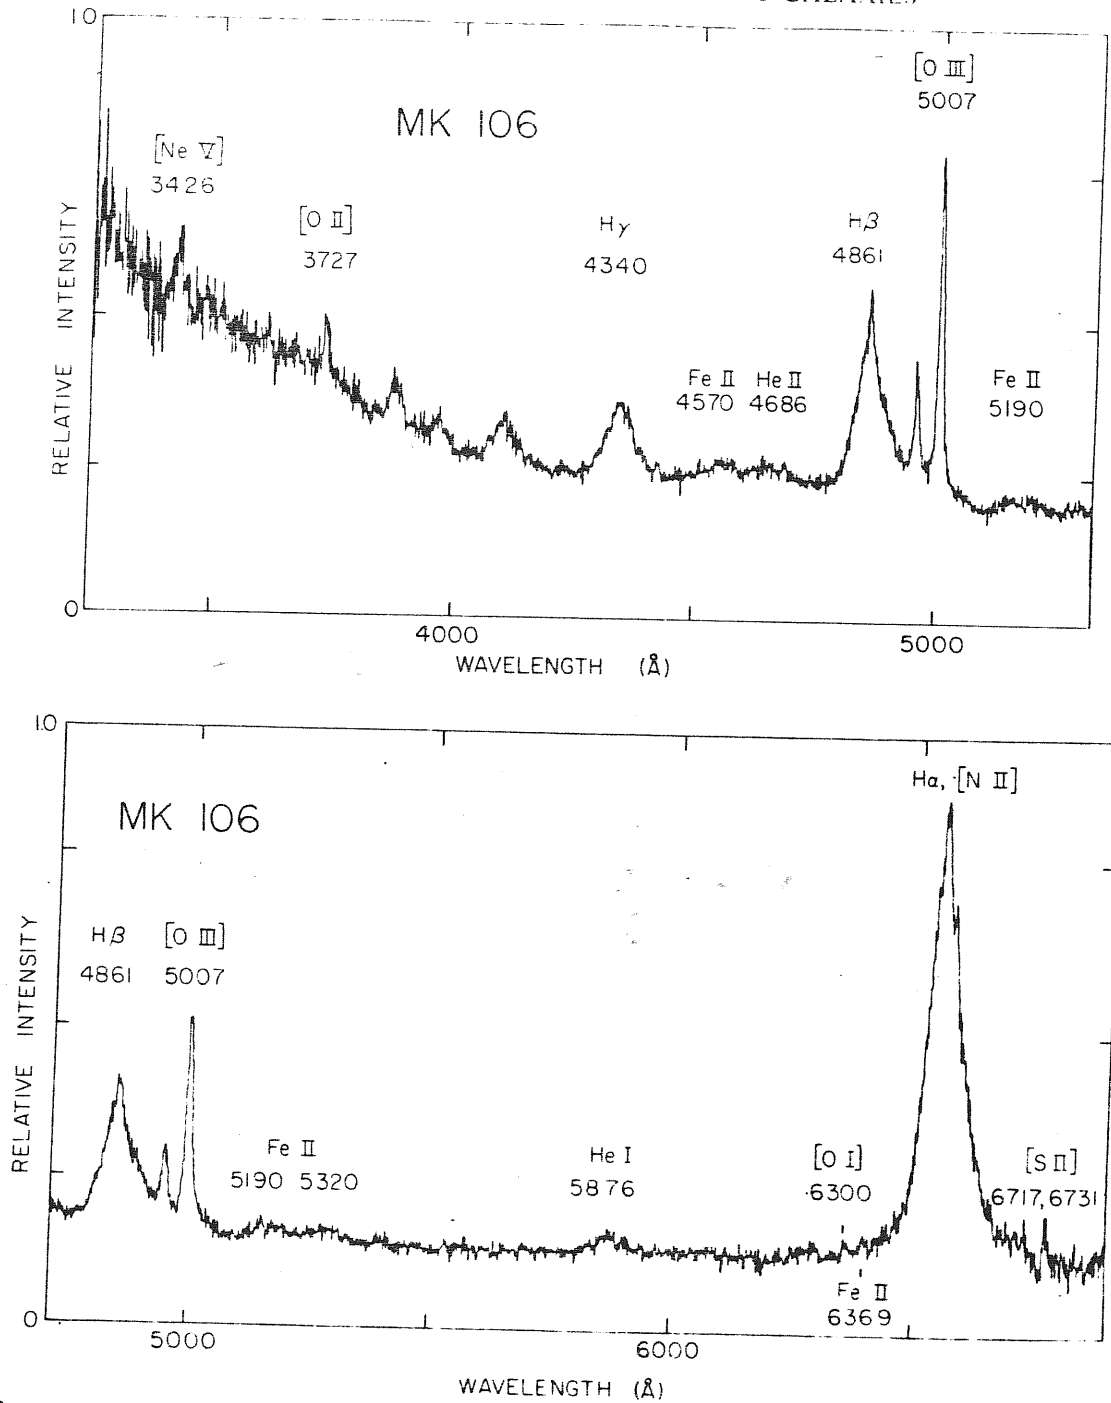 1.0
[O III]
5007
MK 106
[Ne V]
3426
[O II]
3727
Hγ
4340
Hβ
4861
Fe II He II
4570 4686
Fe II
5190
RELATIVE INTENSITY
0
4000
5000
WAVELENGTH (Å)
1.0
Hα, [N II]
MK 106
Hβ [O III]
4861 5007
RELATIVE INTENSITY
Fe II
5190 5320
He I
5876
[O I]
6300
[S II]
6717,6731
Fe II
6369
0
5000
6000
WAVELENGTH (Å)